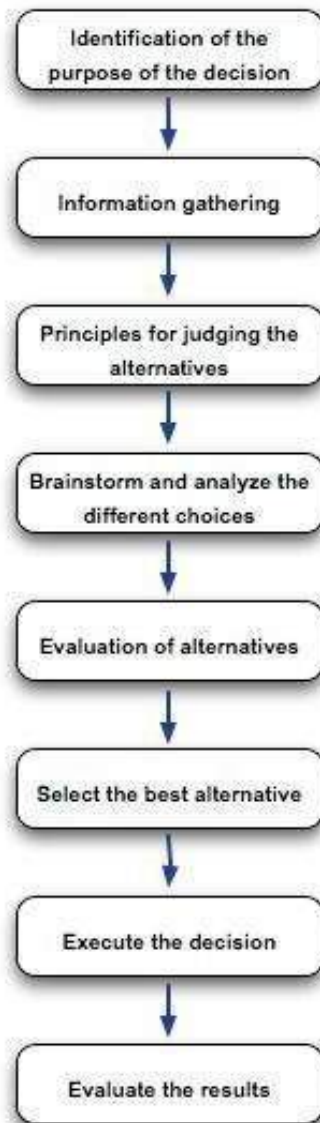 Identification of the
purpose of the decision
Information gathering
Principles for judging the
alternatives
Brainstorm and analyze the
different choices
Evaluation of alternatives
Select the best alternative
Execute the decision
Evaluate the results